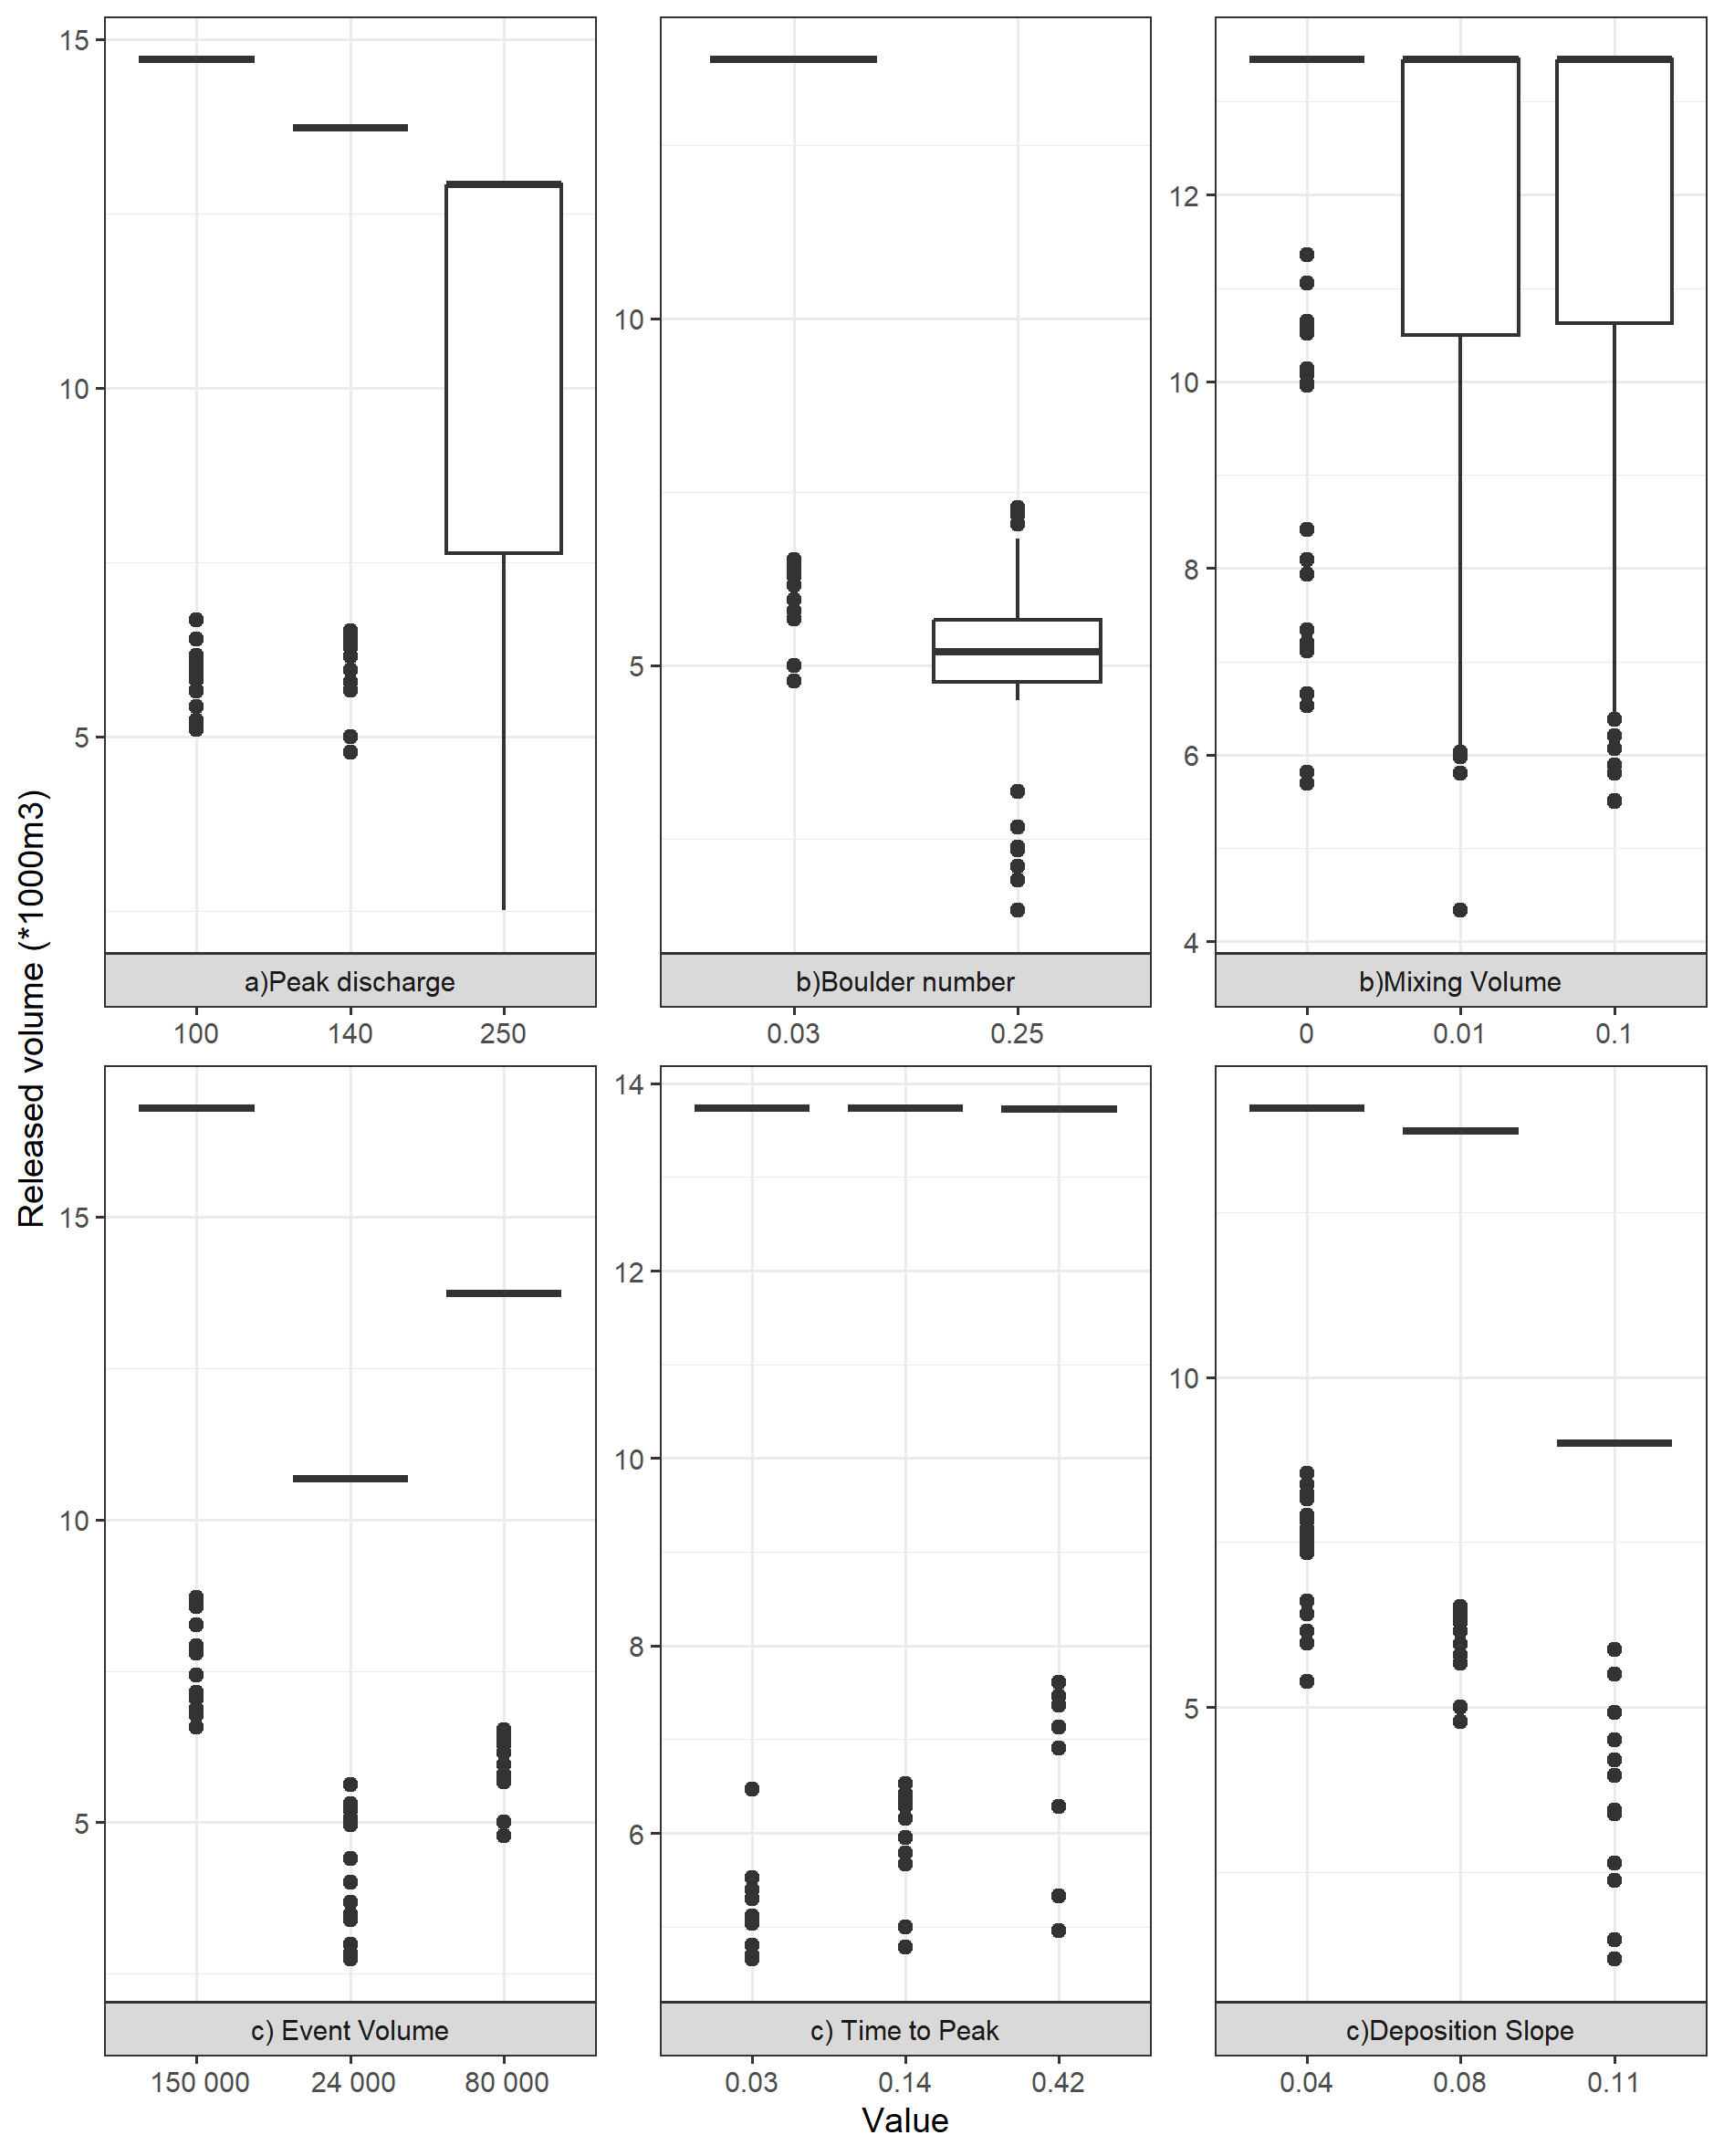 Released volume (*1000m3)
15
10
5
a)Peak discharge
100 140 250
10
5
b)Boulder number
0.03 0.25
12
10
8
6
4
b)Mixing Volume
0 0.01 0.1
15
10
5
c) Event Volume
150 000 24 000 80 000
14
12
10
8
6
c) Time to Peak
0.03 0.14 0.42
10
5
c)Deposition Slope
0.04 0.08 0.11
Value